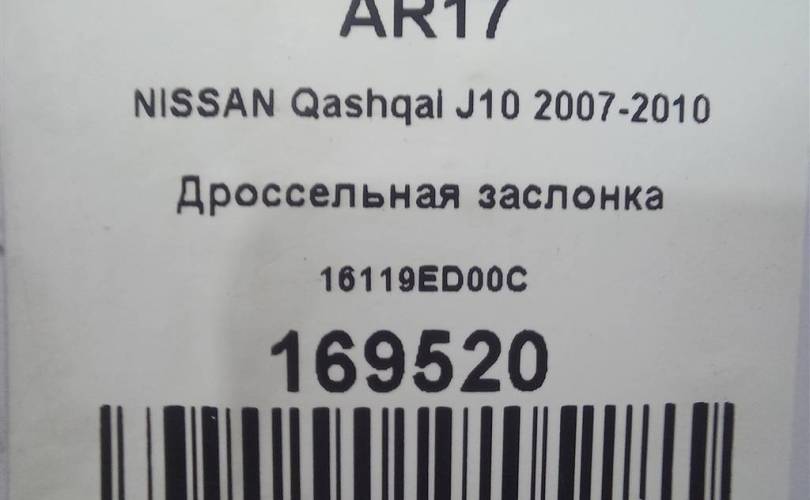 AR17
NISSAN Qashqai J10 2007-2010
Дроссельная заслонка
16119ED00C
169520